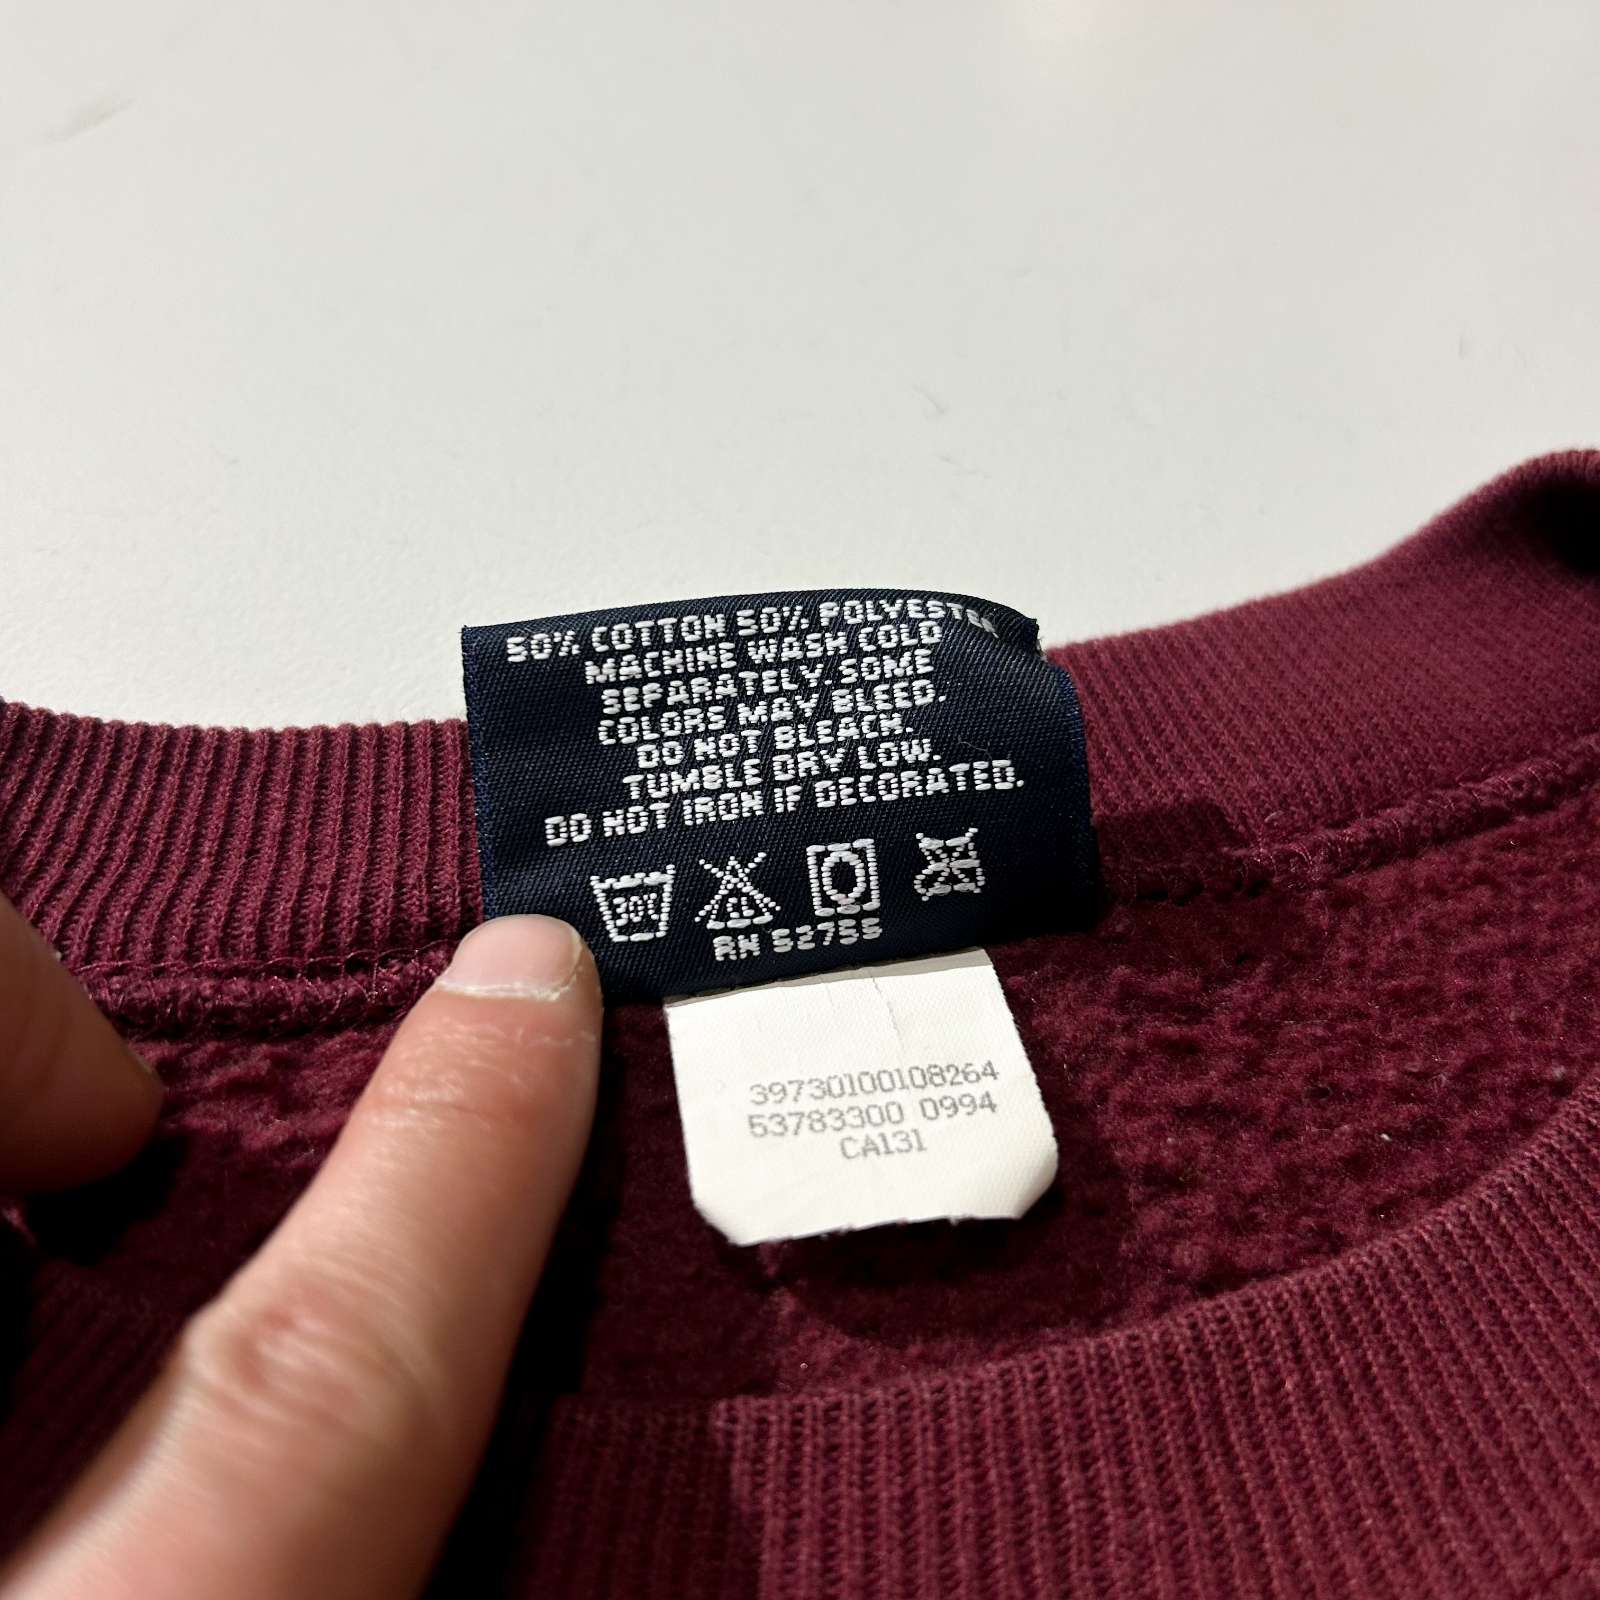 50% COTTON 50% POLYESTER
MACHINE WASH COLD
SEPARATELY. SOME
COLORS MAY BLEED.
DO NOT BLEACH.
TUMBLE DRY LOW.
DO NOT IRON IF DECORATED.
30° CL
RN 52755
39730100108264
53783300 0994
CA131